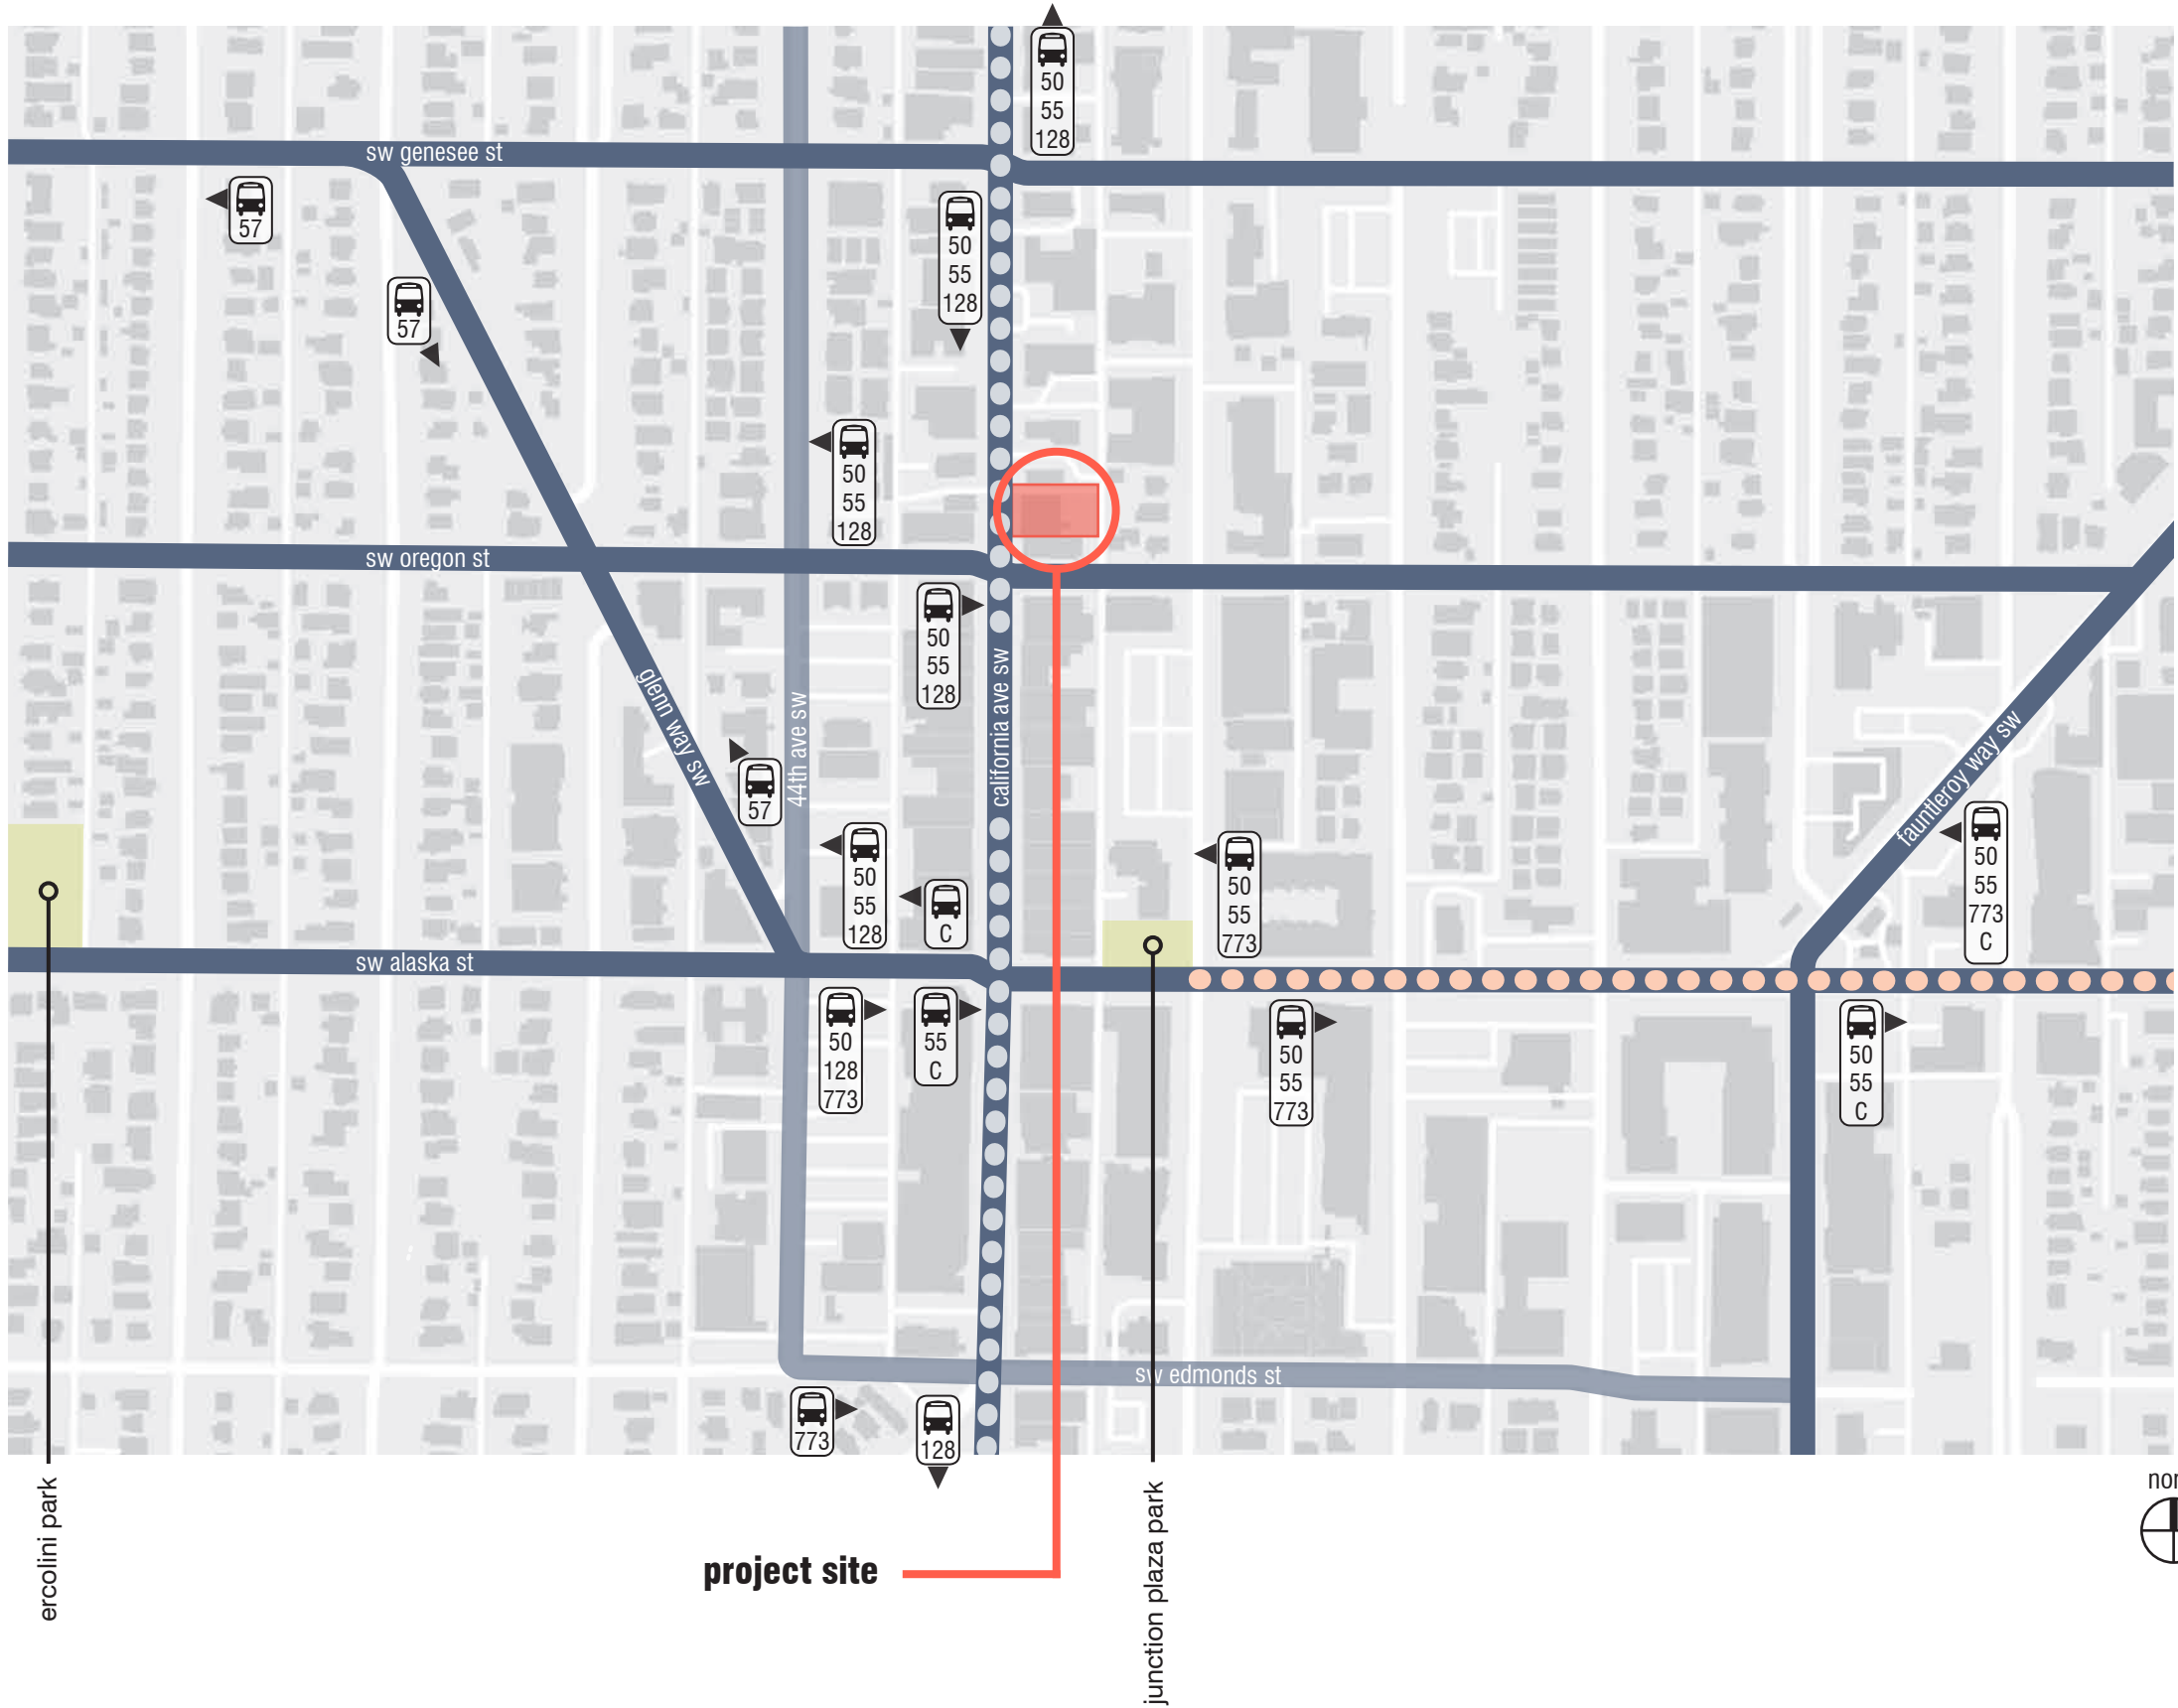 50
55
128
sw genesee st
57
50
55
128
57
50
55
128
sw oregon st
50
55
128
glenn way sw
44th ave sw
california ave sw
fauntleroy way sw
57
50
55
128
C
50
55
773
50
55
773
C
sw alaska st
50
128
773
55
C
50
55
773
50
55
C
sw edmonds st
773
128
nor
ercolini park
junction plaza park
project site